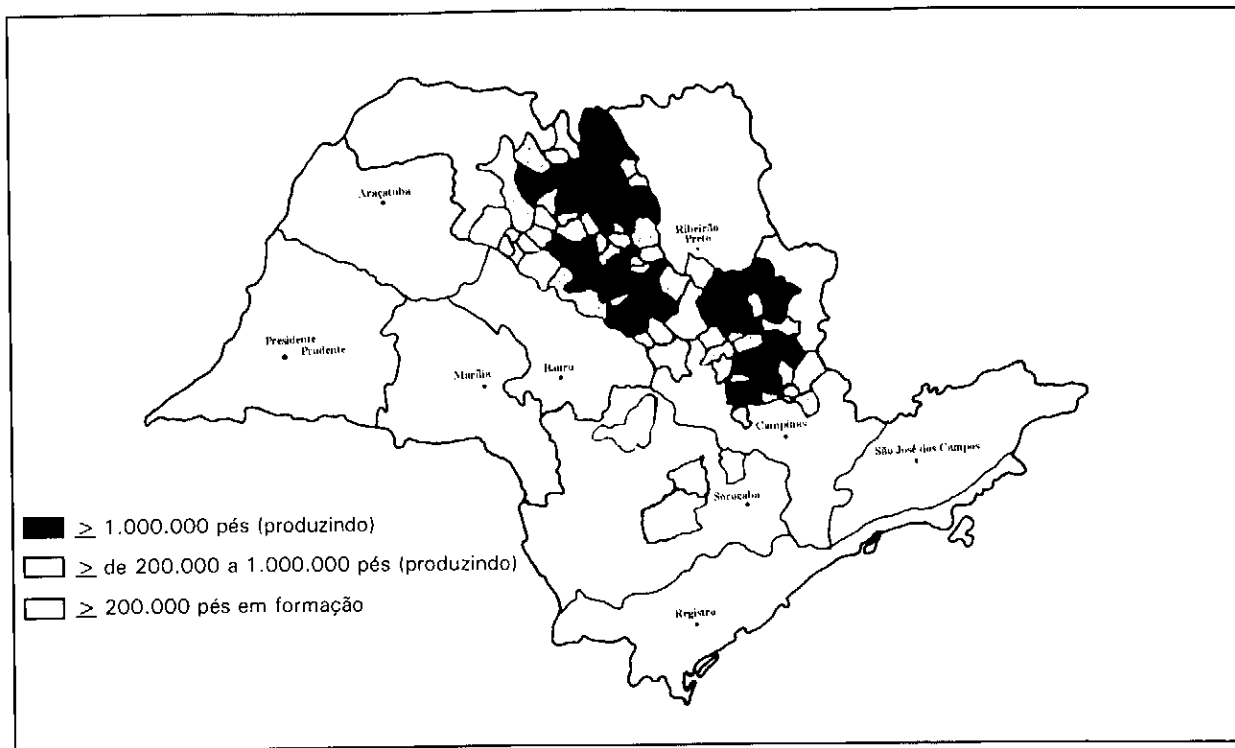 Araçatuba
Ribeirão
Preto
Presidente
Prudente
Marília
Bauru
Campinas
São José dos Campos
Sorocaba
Registro
≥ 1.000.000 pés (produzindo)
≥ de 200.000 a 1.000.000 pés (produzindo)
≥ 200.000 pés em formação